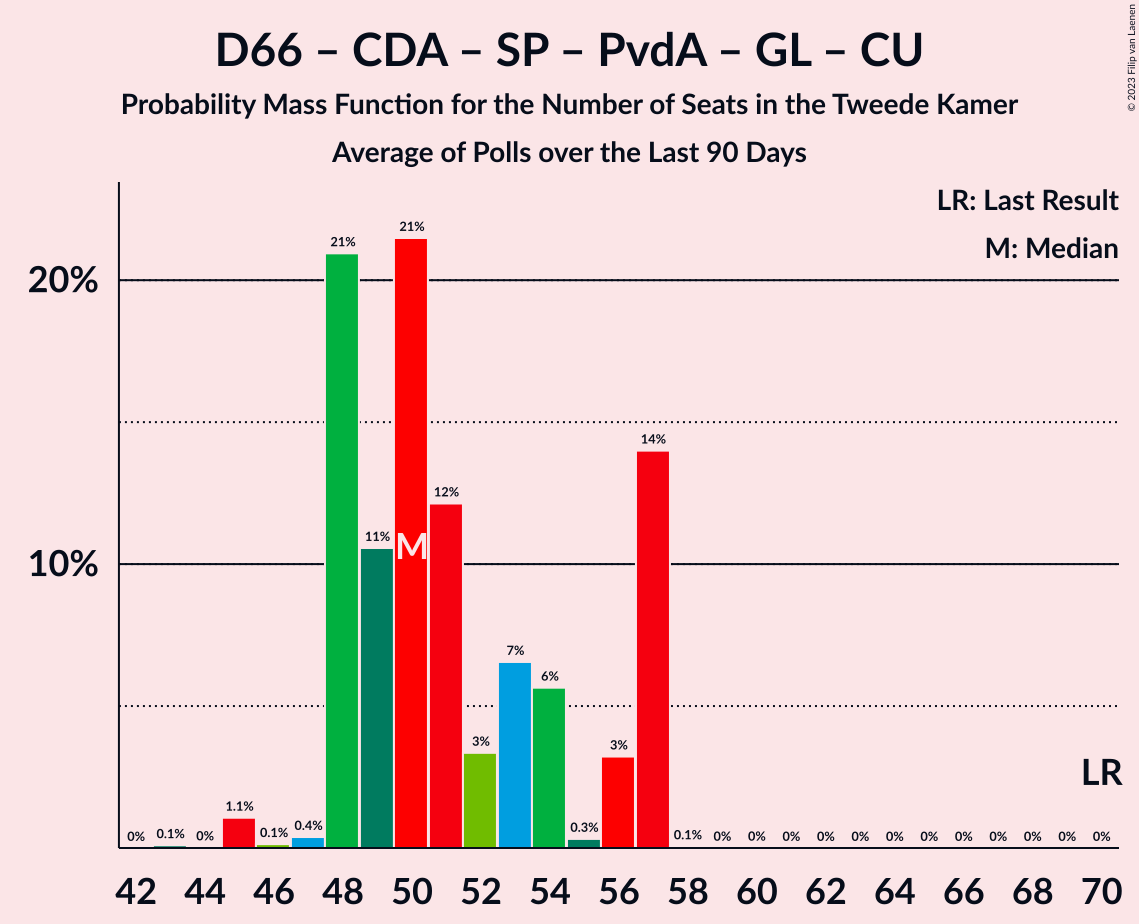 D66 – CDA – SP – PvdA – GL – CU
Probability Mass Function for the Number of Seats in the Tweede Kamer
Average of Polls over the Last 90 Days
© 2023 Filip van Laenen
LR: Last Result
M: Median
20%
10%
0% 0.1% 0% 1.1% 0.1% 0.4% 21% 11% 21% 12% 3% 7% 6% 0.3% 3% 14% 0.1% 0% 0% 0% 0% 0% 0% 0% 0% 0% 0% 0% 0%
M
LR
42 44 46 48 50 52 54 56 58 60 62 64 66 68 70